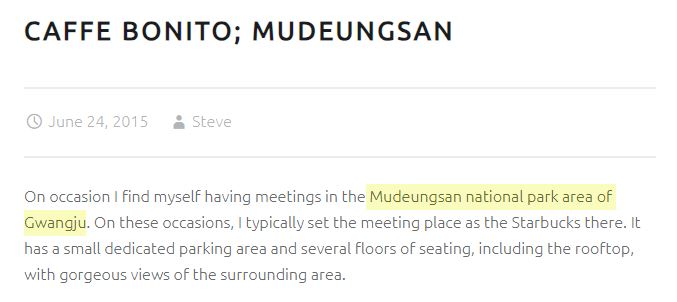 CAFFE BONITO; MUDEUNGSAN
June 24, 2015 Steve
On occasion I find myself having meetings in the Mudeungsan national park area of
Gwangju. On these occasions, I typically set the meeting place as the Starbucks there. It
has a small dedicated parking area and several floors of seating, including the rooftop,
with gorgeous views of the surrounding area.